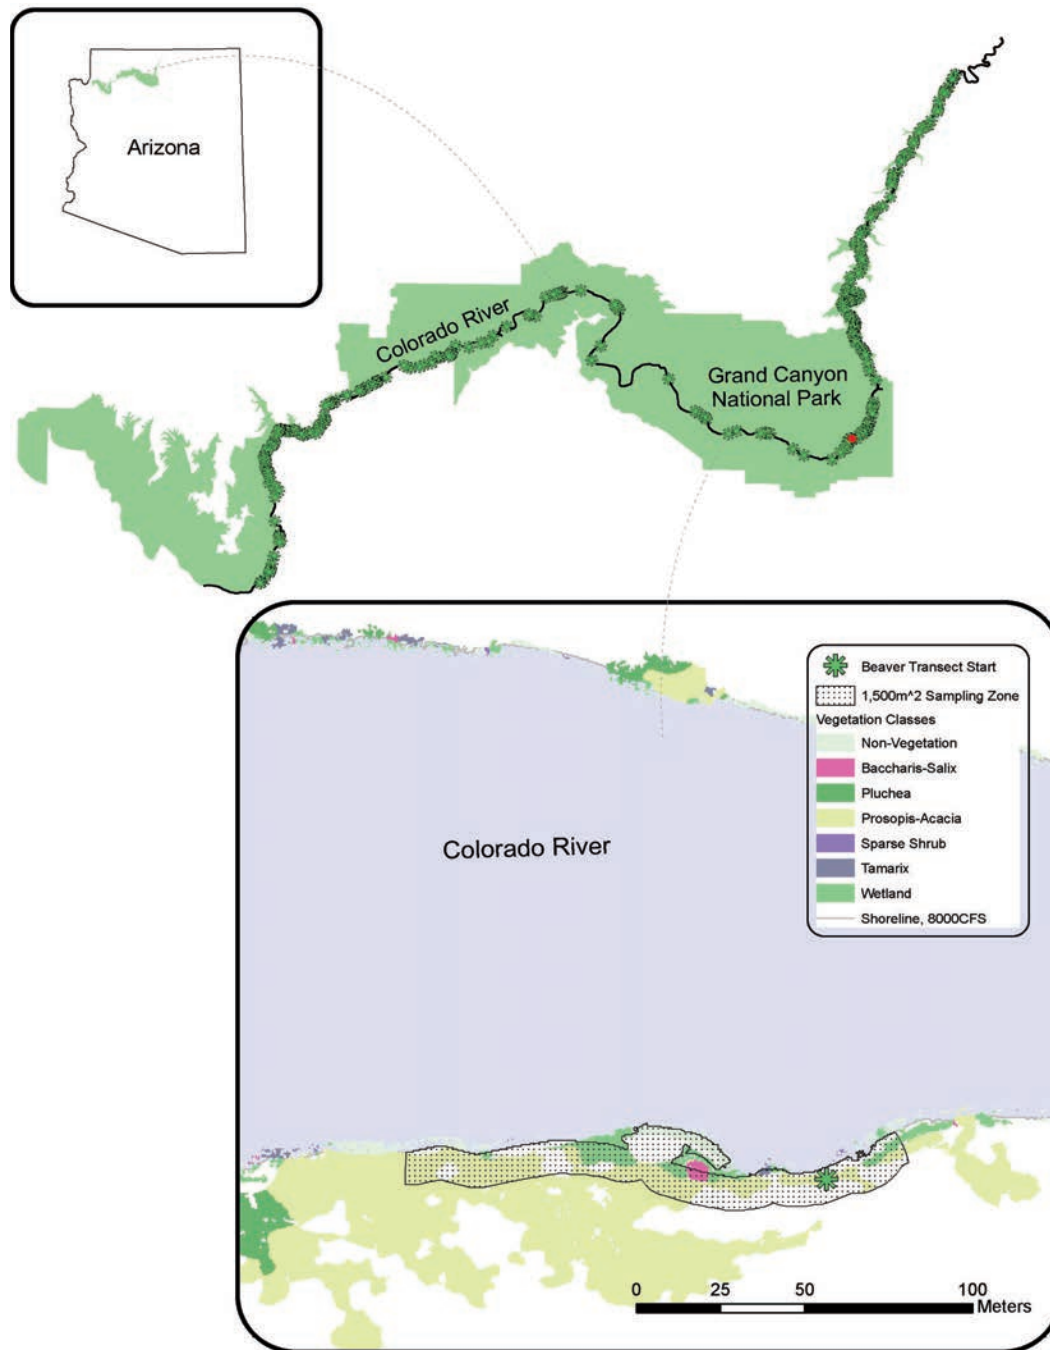 Arizona
Colorado River
Grand Canyon
National Park
Beaver Transect Start
1,500m^2 Sampling Zone
Vegetation Classes
Non-Vegetation
Baccharis-Salix
Pluchea
Prosopis-Acacia
Sparse Shrub
Tamarix
Wetland
Shoreline, 8000CFS
Colorado River
0 25 50 100
Meters